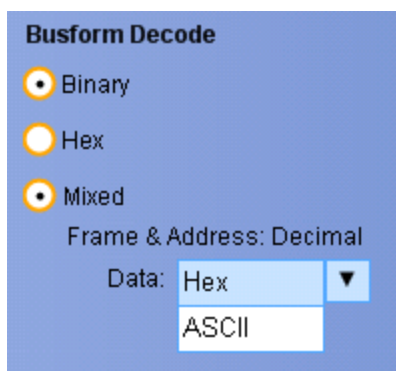 Busform Decode
Binary
Hex
Mixed
Frame & Address: Decimal
Data: Hex
ASCII